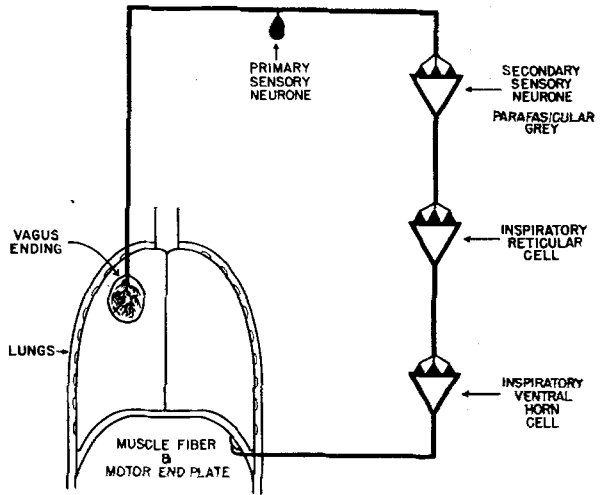 PRIMARY
SENSORY
NEURONE
SECONDARY
SENSORY
NEURONE
PARAFASICULAR
GREY
VAGUS
ENDING
INSPIRATORY
RETICULAR
CELL
LUNGS
INSPIRATORY
VENTRAL
HORN
CELL
MUSCLE FIBER
&
MOTOR END PLATE